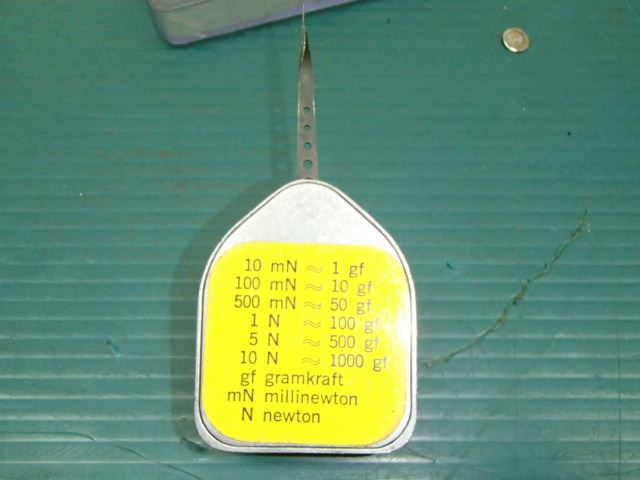 10 mN ≈ 1 gf
100 mN ≈ 10 gf
500 mN ≈ 50 gf
1 N ≈ 100 gf
5 N ≈ 500 gf
10 N ≈ 1000 gf
gf gramkraft
mN millinewton
N newton